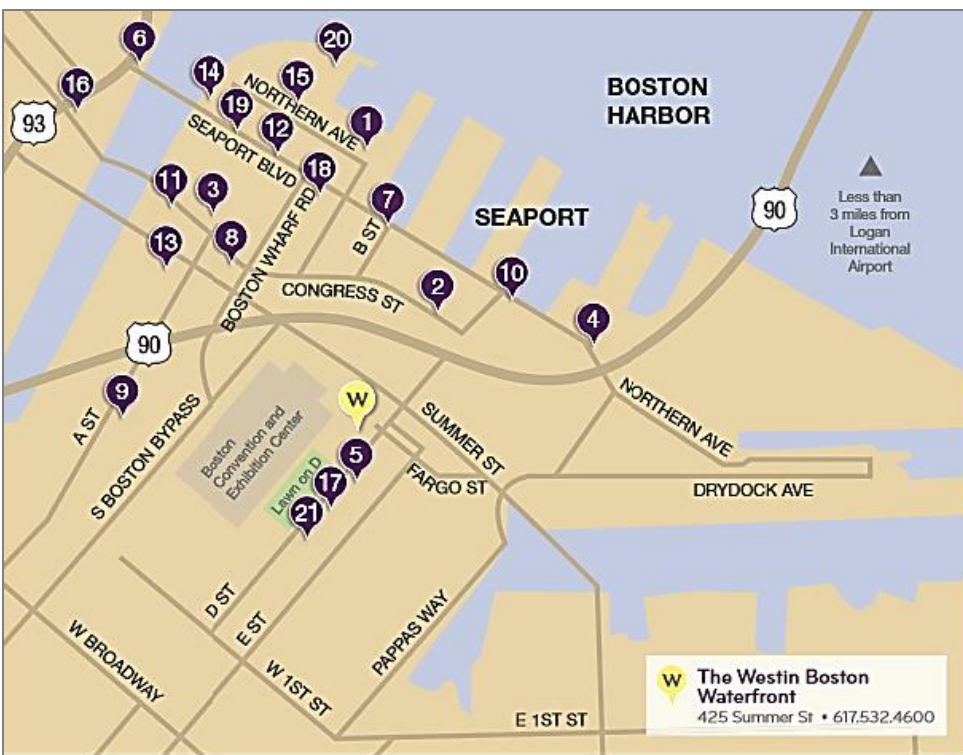 6
20
16
14
15
BOSTON
HARBOR
93
19
12
NORTHERN AVE
1
SEAPORT BLVD
18
11
3
7
90
Less than
3 miles from
Logan
International
Airport
SEAPORT
13
8
BOSTON WHARF RD
B ST
10
2
CONGRESS ST
4
90
9
W
A ST
S BOSTON BYPASS
Boston
Convention and
Exhibition Center
SUMMER ST
NORTHERN AVE
5
17
Lawn on D
FARGO ST
DRYDOCK AVE
21
D ST
E ST
PAPPAS WAY
W BROADWAY
W 1ST ST
E 1ST ST
W
The Westin Boston
Waterfront
425 Summer St • 617.532.4600